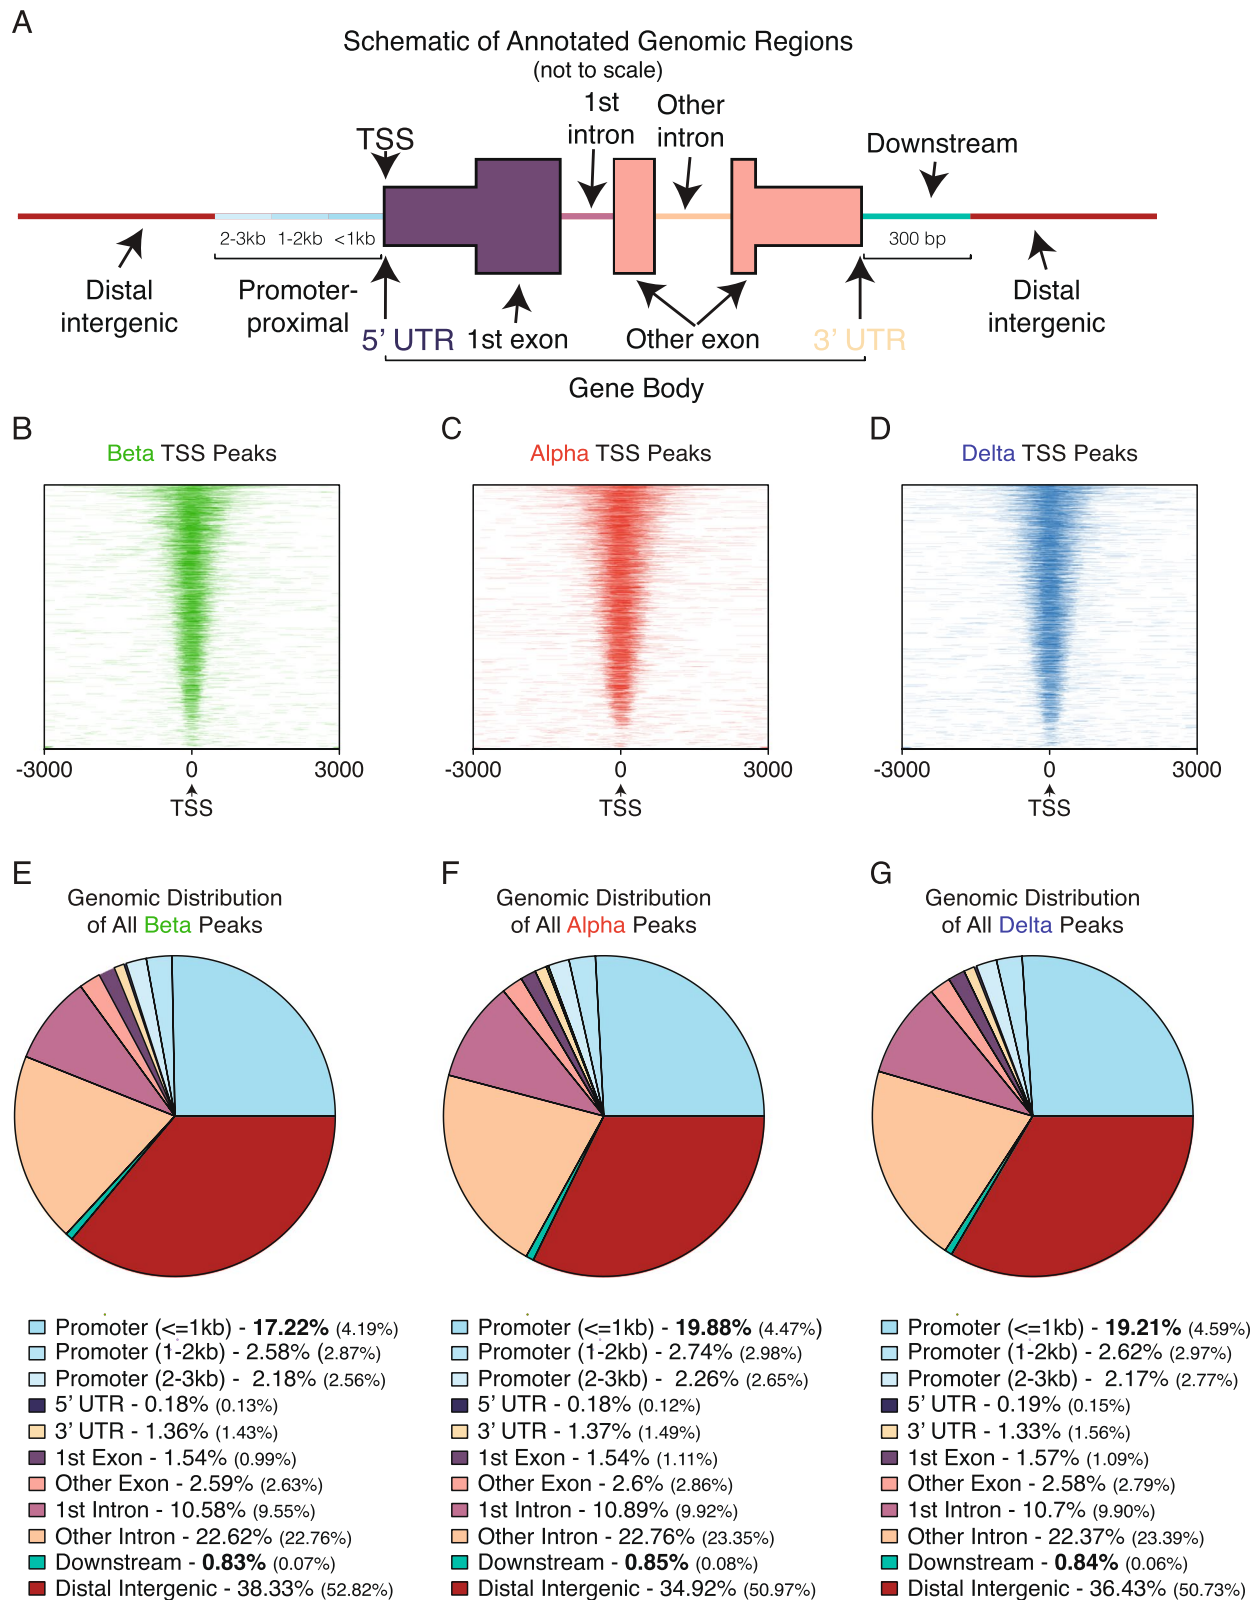 A
Schematic of Annotated Genomic Regions
(not to scale)
1st
intron
Other
intron
TSS
Downstream
2-3kb
1-2kb
<1kb
300 bp
Distal
intergenic
Promoter-
proximal
5’ UTR
1st exon
Other exon
3’ UTR
Distal
intergenic
Gene Body
B
Beta TSS Peaks
-3000
0
3000
TSS
C
Alpha TSS Peaks
-3000
0
3000
TSS
D
Delta TSS Peaks
-3000
0
3000
TSS
E
Genomic Distribution
of All Beta Peaks
Promoter (<=1kb) - 17.22% (4.19%)
Promoter (1-2kb) - 2.58% (2.87%)
Promoter (2-3kb) - 2.18% (2.56%)
5’ UTR - 0.18% (0.13%)
3’ UTR - 1.36% (1.43%)
1st Exon - 1.54% (0.99%)
Other Exon - 2.59% (2.63%)
1st Intron - 10.58% (9.55%)
Other Intron - 22.62% (22.76%)
Downstream - 0.83% (0.07%)
Distal Intergenic - 38.33% (52.82%)
F
Genomic Distribution
of All Alpha Peaks
Promoter (<=1kb) - 19.88% (4.47%)
Promoter (1-2kb) - 2.74% (2.98%)
Promoter (2-3kb) - 2.26% (2.65%)
5’ UTR - 0.18% (0.12%)
3’ UTR - 1.37% (1.49%)
1st Exon - 1.54% (1.11%)
Other Exon - 2.6% (2.86%)
1st Intron - 10.89% (9.92%)
Other Intron - 22.76% (23.35%)
Downstream - 0.85% (0.08%)
Distal Intergenic - 34.92% (50.97%)
G
Genomic Distribution
of All Delta Peaks
Promoter (<=1kb) - 19.21% (4.59%)
Promoter (1-2kb) - 2.62% (2.97%)
Promoter (2-3kb) - 2.17% (2.77%)
5’ UTR - 0.19% (0.15%)
3’ UTR - 1.33% (1.56%)
1st Exon - 1.57% (1.09%)
Other Exon - 2.58% (2.79%)
1st Intron - 10.7% (9.90%)
Other Intron - 22.37% (23.39%)
Downstream - 0.84% (0.06%)
Distal Intergenic - 36.43% (50.73%)